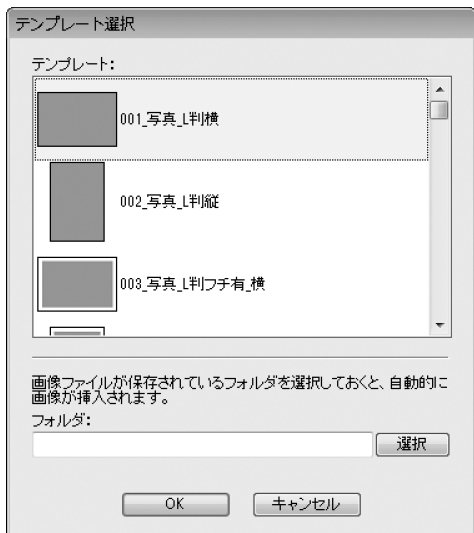 テンプレート選択
テンプレート:
001_写真_L判横
002_写真_L判縦
003_写真_L判フチ有_横
画像ファイルが保存されているフォルダを選択しておくと、自動的に
画像が挿入されます。
フォルダ:
選択
OK
キャンセル